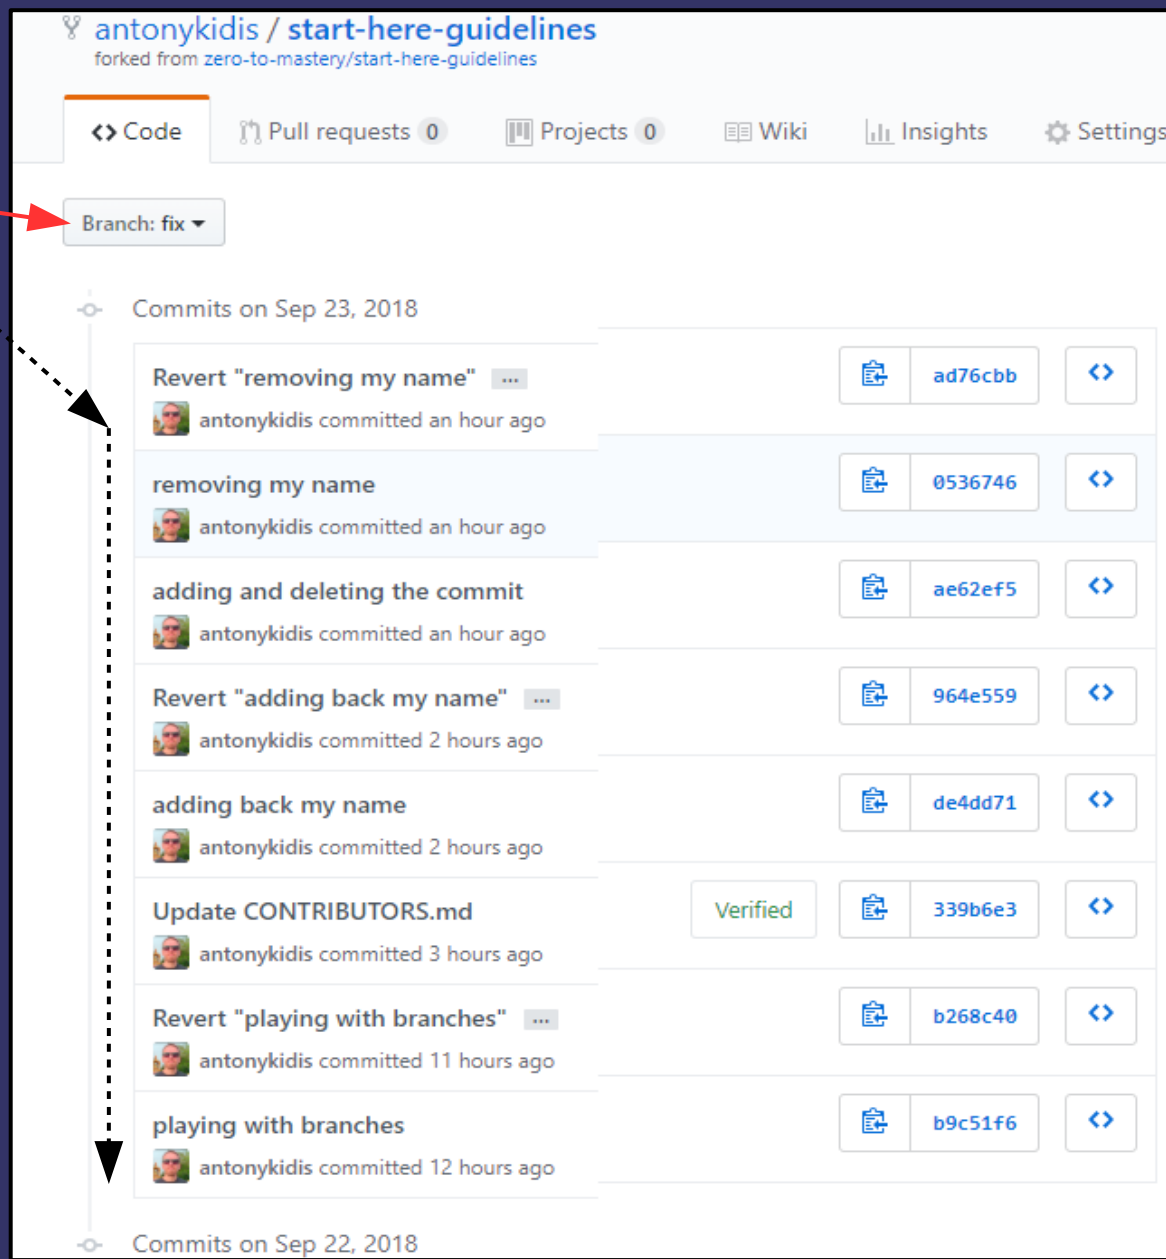 antonykidis / start-here-guidelines
forked from zero-to-mastery/start-here-guidelines
Code Pull requests 0 Projects 0 Wiki Insights Settings
Branch: fix
Commits on Sep 23, 2018
Revert "removing my name" ...
ad76cbb
antonykidis committed an hour ago
removing my name
0536746
antonykidis committed an hour ago
adding and deleting the commit
ae62ef5
antonykidis committed an hour ago
Revert "adding back my name" ...
964e559
antonykidis committed 2 hours ago
adding back my name
de4dd71
antonykidis committed 2 hours ago
Update CONTRIBUTORS.md
Verified 339b6e3
antonykidis committed 3 hours ago
Revert "playing with branches" ...
b268c40
antonykidis committed 11 hours ago
playing with branches
b9c51f6
antonykidis committed 12 hours ago
Commits on Sep 22, 2018